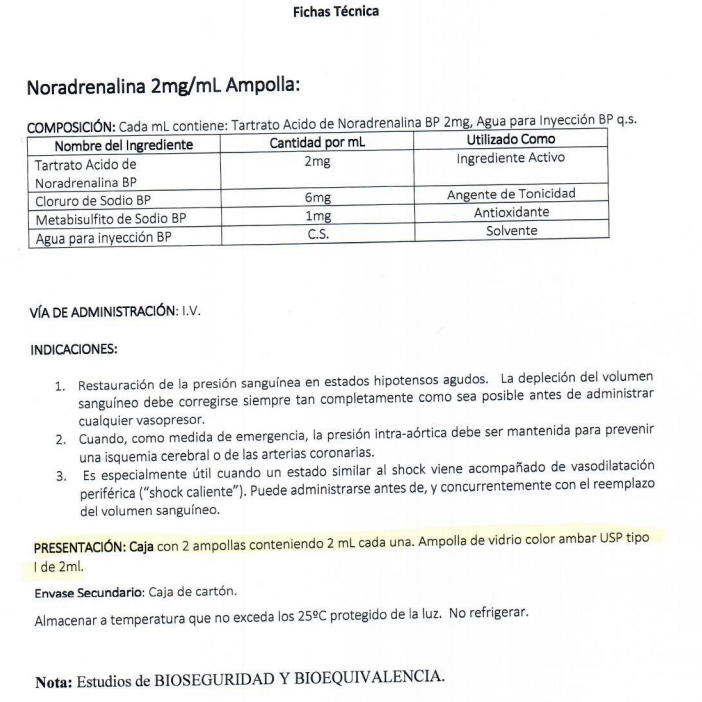 Fichas Técnica
Noradrenalina 2mg/mL Ampolla:
COMPOSICIÓN: Cada mL contiene: Tartrato Acido de Noradrenalina BP 2mg, Agua para Inyección BP q.s.
Nombre del Ingrediente Cantidad por mL Utilizado Como
Tartrato Acido de 2mg Ingrediente Activo
Noradrenalina BP
Cloruro de Sodio BP 6mg Angente de Tonicidad
Metabisulfito de Sodio BP 1mg Antioxidante
Agua para inyección BP C.S. Solvente
VÍA DE ADMINISTRACIÓN: I.V.
INDICACIONES:
1. Restauración de la presión sanguínea en estados hipotensos agudos. La depleción del volumen
sanguíneo debe corregirse siempre tan completamente como sea posible antes de administrar
cualquier vasopresor.
2. Cuando, como medida de emergencia, la presión intra-aórtica debe ser mantenida para prevenir
una isquemia cerebral o de las arterias coronarias.
3. Es especialmente útil cuando un estado similar al shock viene acompañado de vasodilatación
periférica (“shock caliente”). Puede administrarse antes de, y concurrentemente con el reemplazo
del volumen sanguíneo.
PRESENTACIÓN: Caja con 2 ampollas conteniendo 2 mL cada una. Ampolla de vidrio color ambar USP tipo
I de 2ml.
Envase Secundario: Caja de cartón.
Almacenar a temperatura que no exceda los 25ºC protegido de la luz. No refrigerar.
Nota: Estudios de BIOSEGURIDAD Y BIOEQUIVALENCIA.